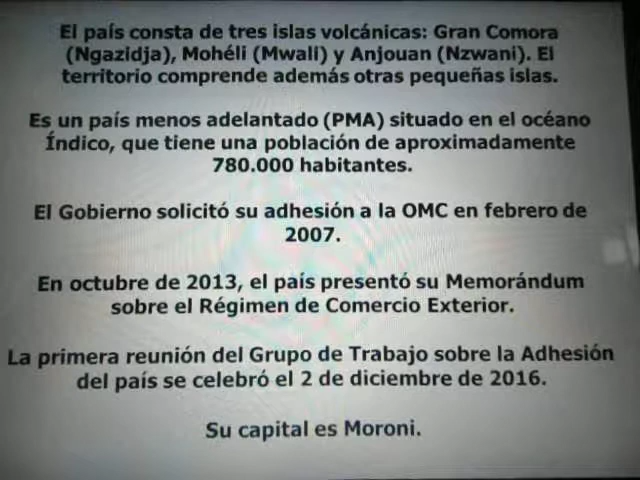 El país consta de tres islas volcánicas: Gran Comora
(Ngazidja), Mohéli (Mwali) y Anjouan (Nzwani). El
territorio comprende además otras pequeñas islas.
Es un país menos adelantado (PMA) situado en el océano
Índico, que tiene una población de aproximadamente
780.000 habitantes.
El Gobierno solicitó su adhesión a la OMC en febrero de
2007.
En octubre de 2013, el país presentó su Memorándum
sobre el Régimen de Comercio Exterior.
La primera reunión del Grupo de Trabajo sobre la Adhesión
del país se celebró el 2 de diciembre de 2016.
Su capital es Moroni.